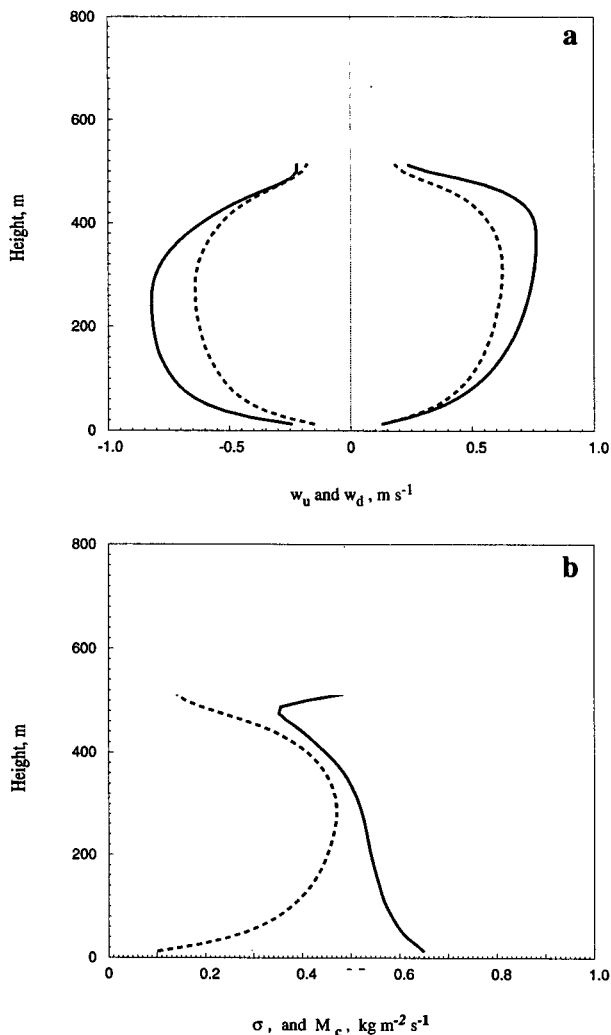 a
800
600
400
200
0
Height, m
-1.0 -0.5 0 0.5 1.0
w_u and w_d , m s^-1
b
800
600
400
200
0
Height, m
0 0.2 0.4 0.6 0.8 1.0
σ , and M_c , kg m^-2 s^-1